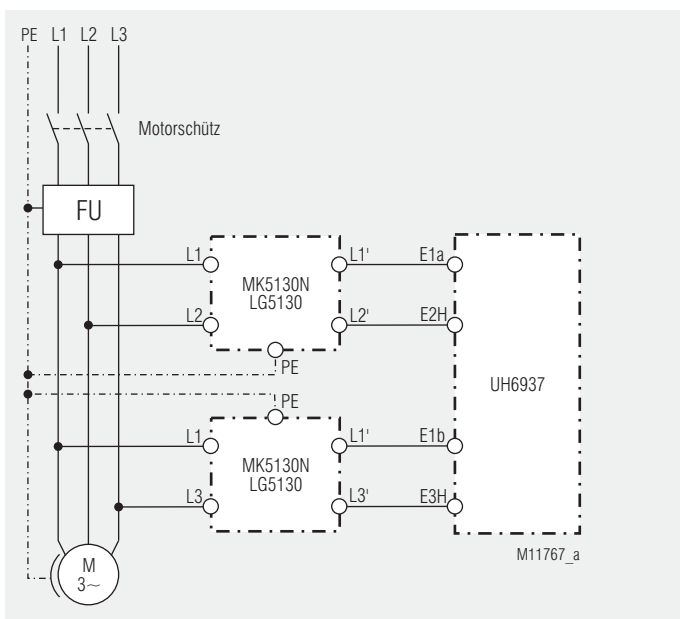 PE L1 L2 L3
Motorschütz
FU
L1 MK5130N LG5130 L1' E1a
L2 L2' E2H
PE
UH6937
PE
L1 MK5130N LG5130 L1' E1b
L3 L3' E3H
M 3~
M11767_a